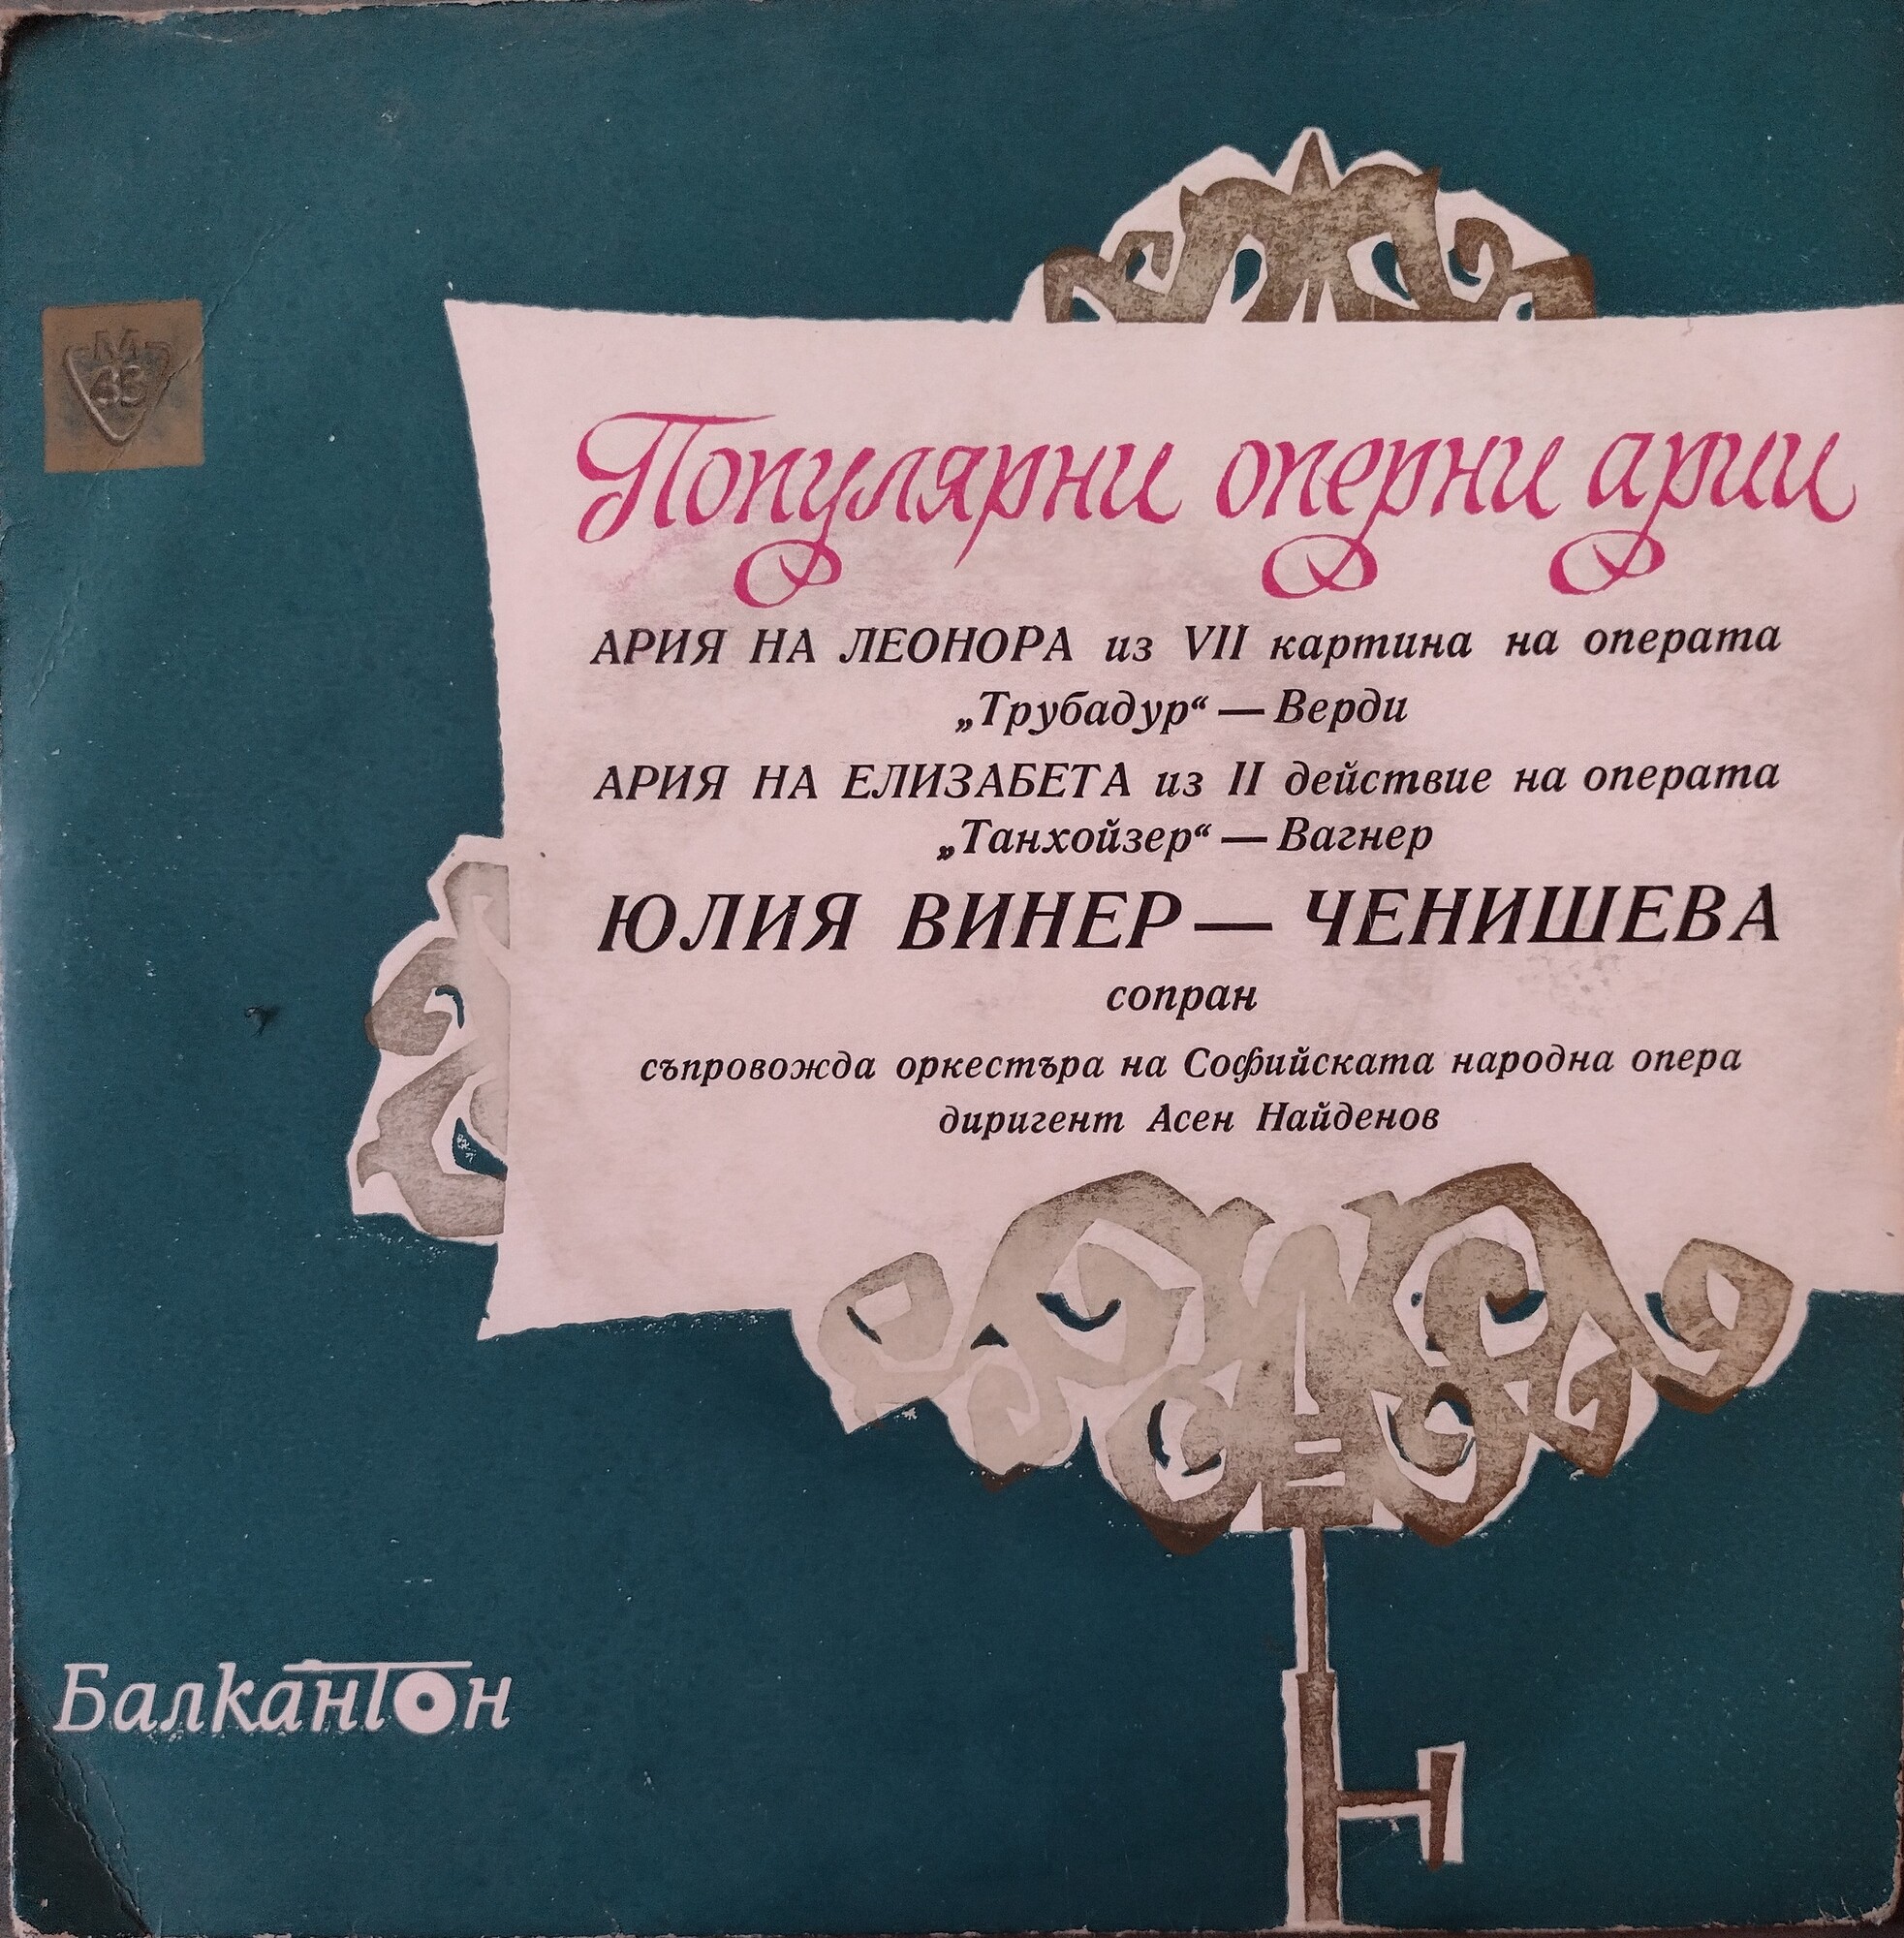 М
33
Популярни оперни арии
АРИЯ НА ЛЕОНОРА из VII картина на операта
„Трубадур“ — Верди
АРИЯ НА ЕЛИЗАБЕТА из II действие на операта
„Танхойзер“ — Вагнер
ЮЛИЯ ВИНЕР — ЧЕНИШЕВА
сопран
съпровожда оркестъра на Софийската народна опера
диригент Асен Найденов
Балкантон